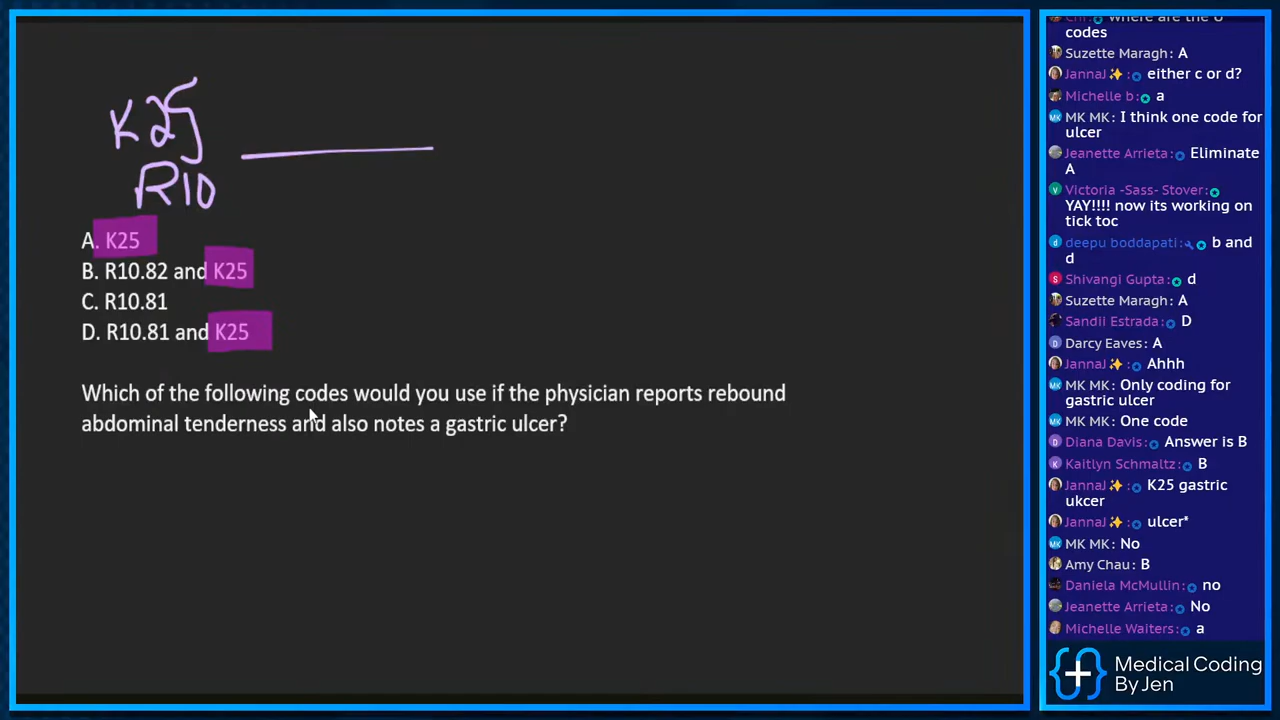 K25
R10
A. K25
B. R10.82 and K25
C. R10.81
D. R10.81 and K25
Which of the following codes would you use if the physician reports rebound
abdominal tenderness and also notes a gastric ulcer?
codes
Suzette Maragh: A
JannaJ✨ : either c or d?
Michelle b: a
MK MK: I think one code for
ulcer
Jeanette Arrieta: Eliminate
A
Victoria -Sass- Stover:
YAY!!!! now its working on
tick toc
deepu boddapati: b and
d
Shivangi Gupta: d
Suzette Maragh: A
Sandii Estrada: D
Darcy Eaves: A
JannaJ✨ : Ahhh
MK MK: Only coding for
gastric ulcer
MK MK: One code
Diana Davis: Answer is B
Kaitlyn Schmaltz: B
JannaJ✨ : K25 gastric
ukcer
JannaJ✨ : ulcer*
MK MK: No
Amy Chau: B
Daniela McMullin: no
Jeanette Arrieta: No
Michelle Waiters: a
Medical Coding
By Jen